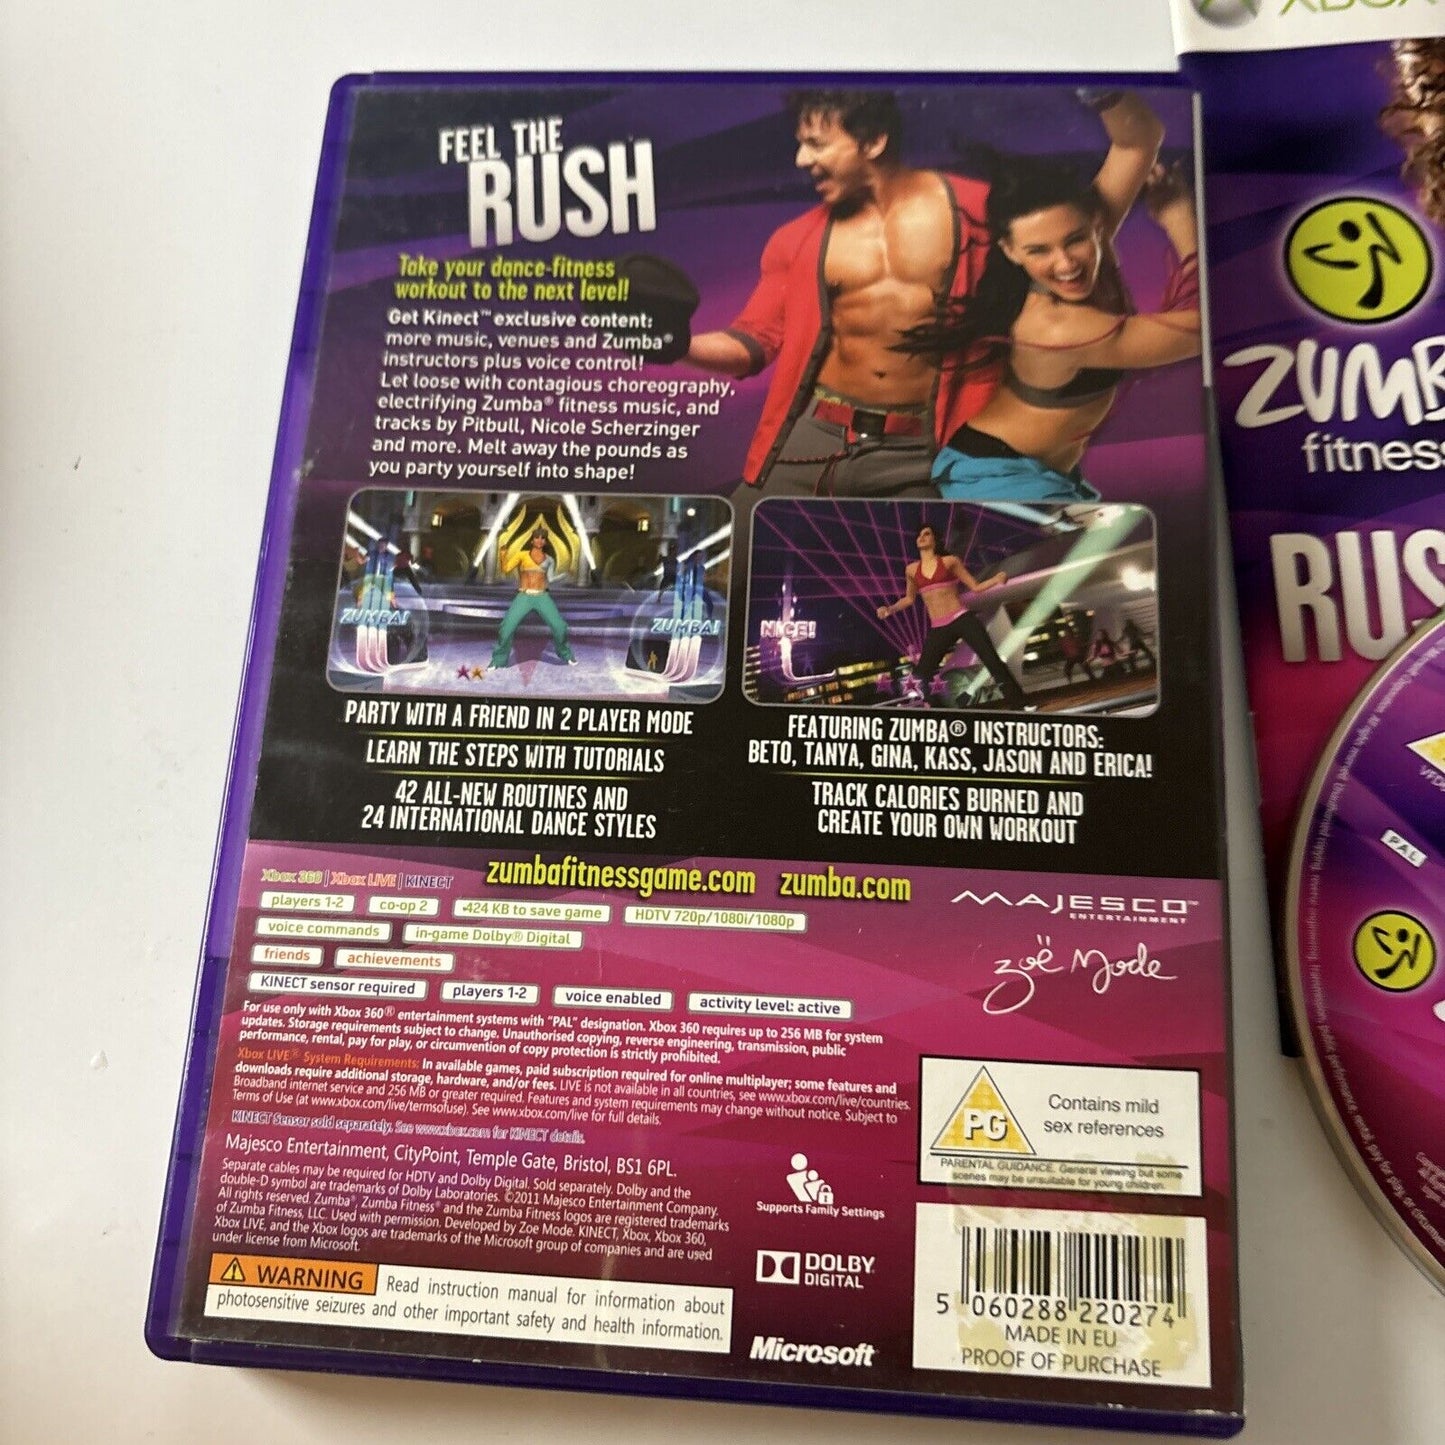 FEEL THE
RUSH
Take your dance-fitness
workout to the next level!
Get Kinect™ exclusive content:
more music, venues and Zumba®
instructors plus voice control!
Let loose with contagious choreography,
electrifying Zumba® fitness music, and
tracks by Pitbull, Nicole Scherzinger
and more. Melt away the pounds as
you party yourself into shape!
ZUMBA!
ZUMBA!
NICE!
PARTY WITH A FRIEND IN 2 PLAYER MODE
LEARN THE STEPS WITH TUTORIALS
42 ALL-NEW ROUTINES AND
24 INTERNATIONAL DANCE STYLES
FEATURING ZUMBA® INSTRUCTORS:
BETO, TANYA, GINA, KASS, JASON AND ERICA!
TRACK CALORIES BURNED AND
CREATE YOUR OWN WORKOUT
zumbafitnessgame.com zumba.com
Xbox 360 | Xbox LIVE | KINECT
players 1-2 co-op 2 424 KB to save game HDTV 720p/1080i/1080p
voice commands in-game Dolby® Digital
friends achievements
KINECT sensor required players 1-2 voice enabled activity level: active
MAJESCO
ENTERTAINMENT
zoë mode
For use only with Xbox 360® entertainment systems with "PAL" designation. Xbox 360 requires up to 256 MB for system
updates. Storage requirements subject to change. Unauthorised copying, reverse engineering, transmission, public
performance, rental, pay for play, or circumvention of copy protection is strictly prohibited.
Xbox LIVE® System Requirements: In available games, paid subscription required for online multiplayer; some features and
downloads require additional storage, hardware, and/or fees. LIVE is not available in all countries, see www.xbox.com/live/countries.
Broadband internet service and 256 MB or greater required. Features and system requirements may change without notice. Subject to
Terms of Use (at www.xbox.com/live/termsofuse). See www.xbox.com/live for full details.
KINECT Sensor sold separately. See www.xbox.com for KINECT details.
Majesco Entertainment, CityPoint, Temple Gate, Bristol, BS1 6PL.
Separate cables may be required for HDTV and Dolby Digital. Sold separately. Dolby and the
double-D symbol are trademarks of Dolby Laboratories. ©2011 Majesco Entertainment Company.
All rights reserved. Zumba®, Zumba Fitness® and the Zumba Fitness logos are registered trademarks
of Zumba Fitness, LLC. Used with permission. Developed by Zoe Mode. KINECT, Xbox, Xbox 360,
Xbox LIVE, and the Xbox logos are trademarks of the Microsoft group of companies and are used
under license from Microsoft.
WARNING Read instruction manual for information about
photosensitive seizures and other important safety and health information.
PG
Contains mild
sex references
PARENTAL GUIDANCE. General viewing but some
scenes may be unsuitable for young children.
Supports Family Settings
DOLBY
DIGITAL
Microsoft
5 060288 220274
MADE IN EU
PROOF OF PURCHASE
XBOX
ZUMB
fitness
RUS
PAL